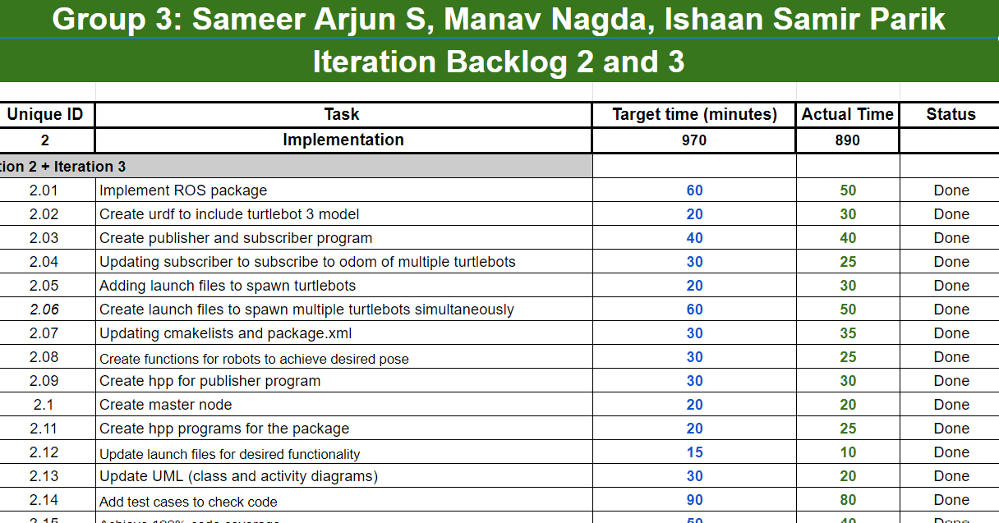 Group 3: Sameer Arjun S, Manav Nagda, Ishaan Samir Parik
Iteration Backlog 2 and 3
Unique ID Task Target time (minutes) Actual Time Status
2 Implementation 970 890
2 + Iteration 3
2.01 Implement ROS package 60 50 Done
2.02 Create urdf to include turtlebot 3 model 20 30 Done
2.03 Create publisher and subscriber program 40 40 Done
2.04 Updating subscriber to subscribe to odom of multiple turtlebots 30 25 Done
2.05 Adding launch files to spawn turtlebots 20 30 Done
2.06 Create launch files to spawn multiple turtlebots simultaneously 60 50 Done
2.07 Updating cmakelists and package.xml 30 35 Done
2.08 Create functions for robots to achieve desired pose 30 25 Done
2.09 Create hpp for publisher program 30 30 Done
2.1 Create master node 20 20 Done
2.11 Create hpp programs for the package 20 25 Done
2.12 Update launch files for desired functionality 15 10 Done
2.13 Update UML (class and activity diagrams) 30 20 Done
2.14 Add test cases to check code 90 80 Done
2.15 Achieve 100% code coverage 50 40 Done